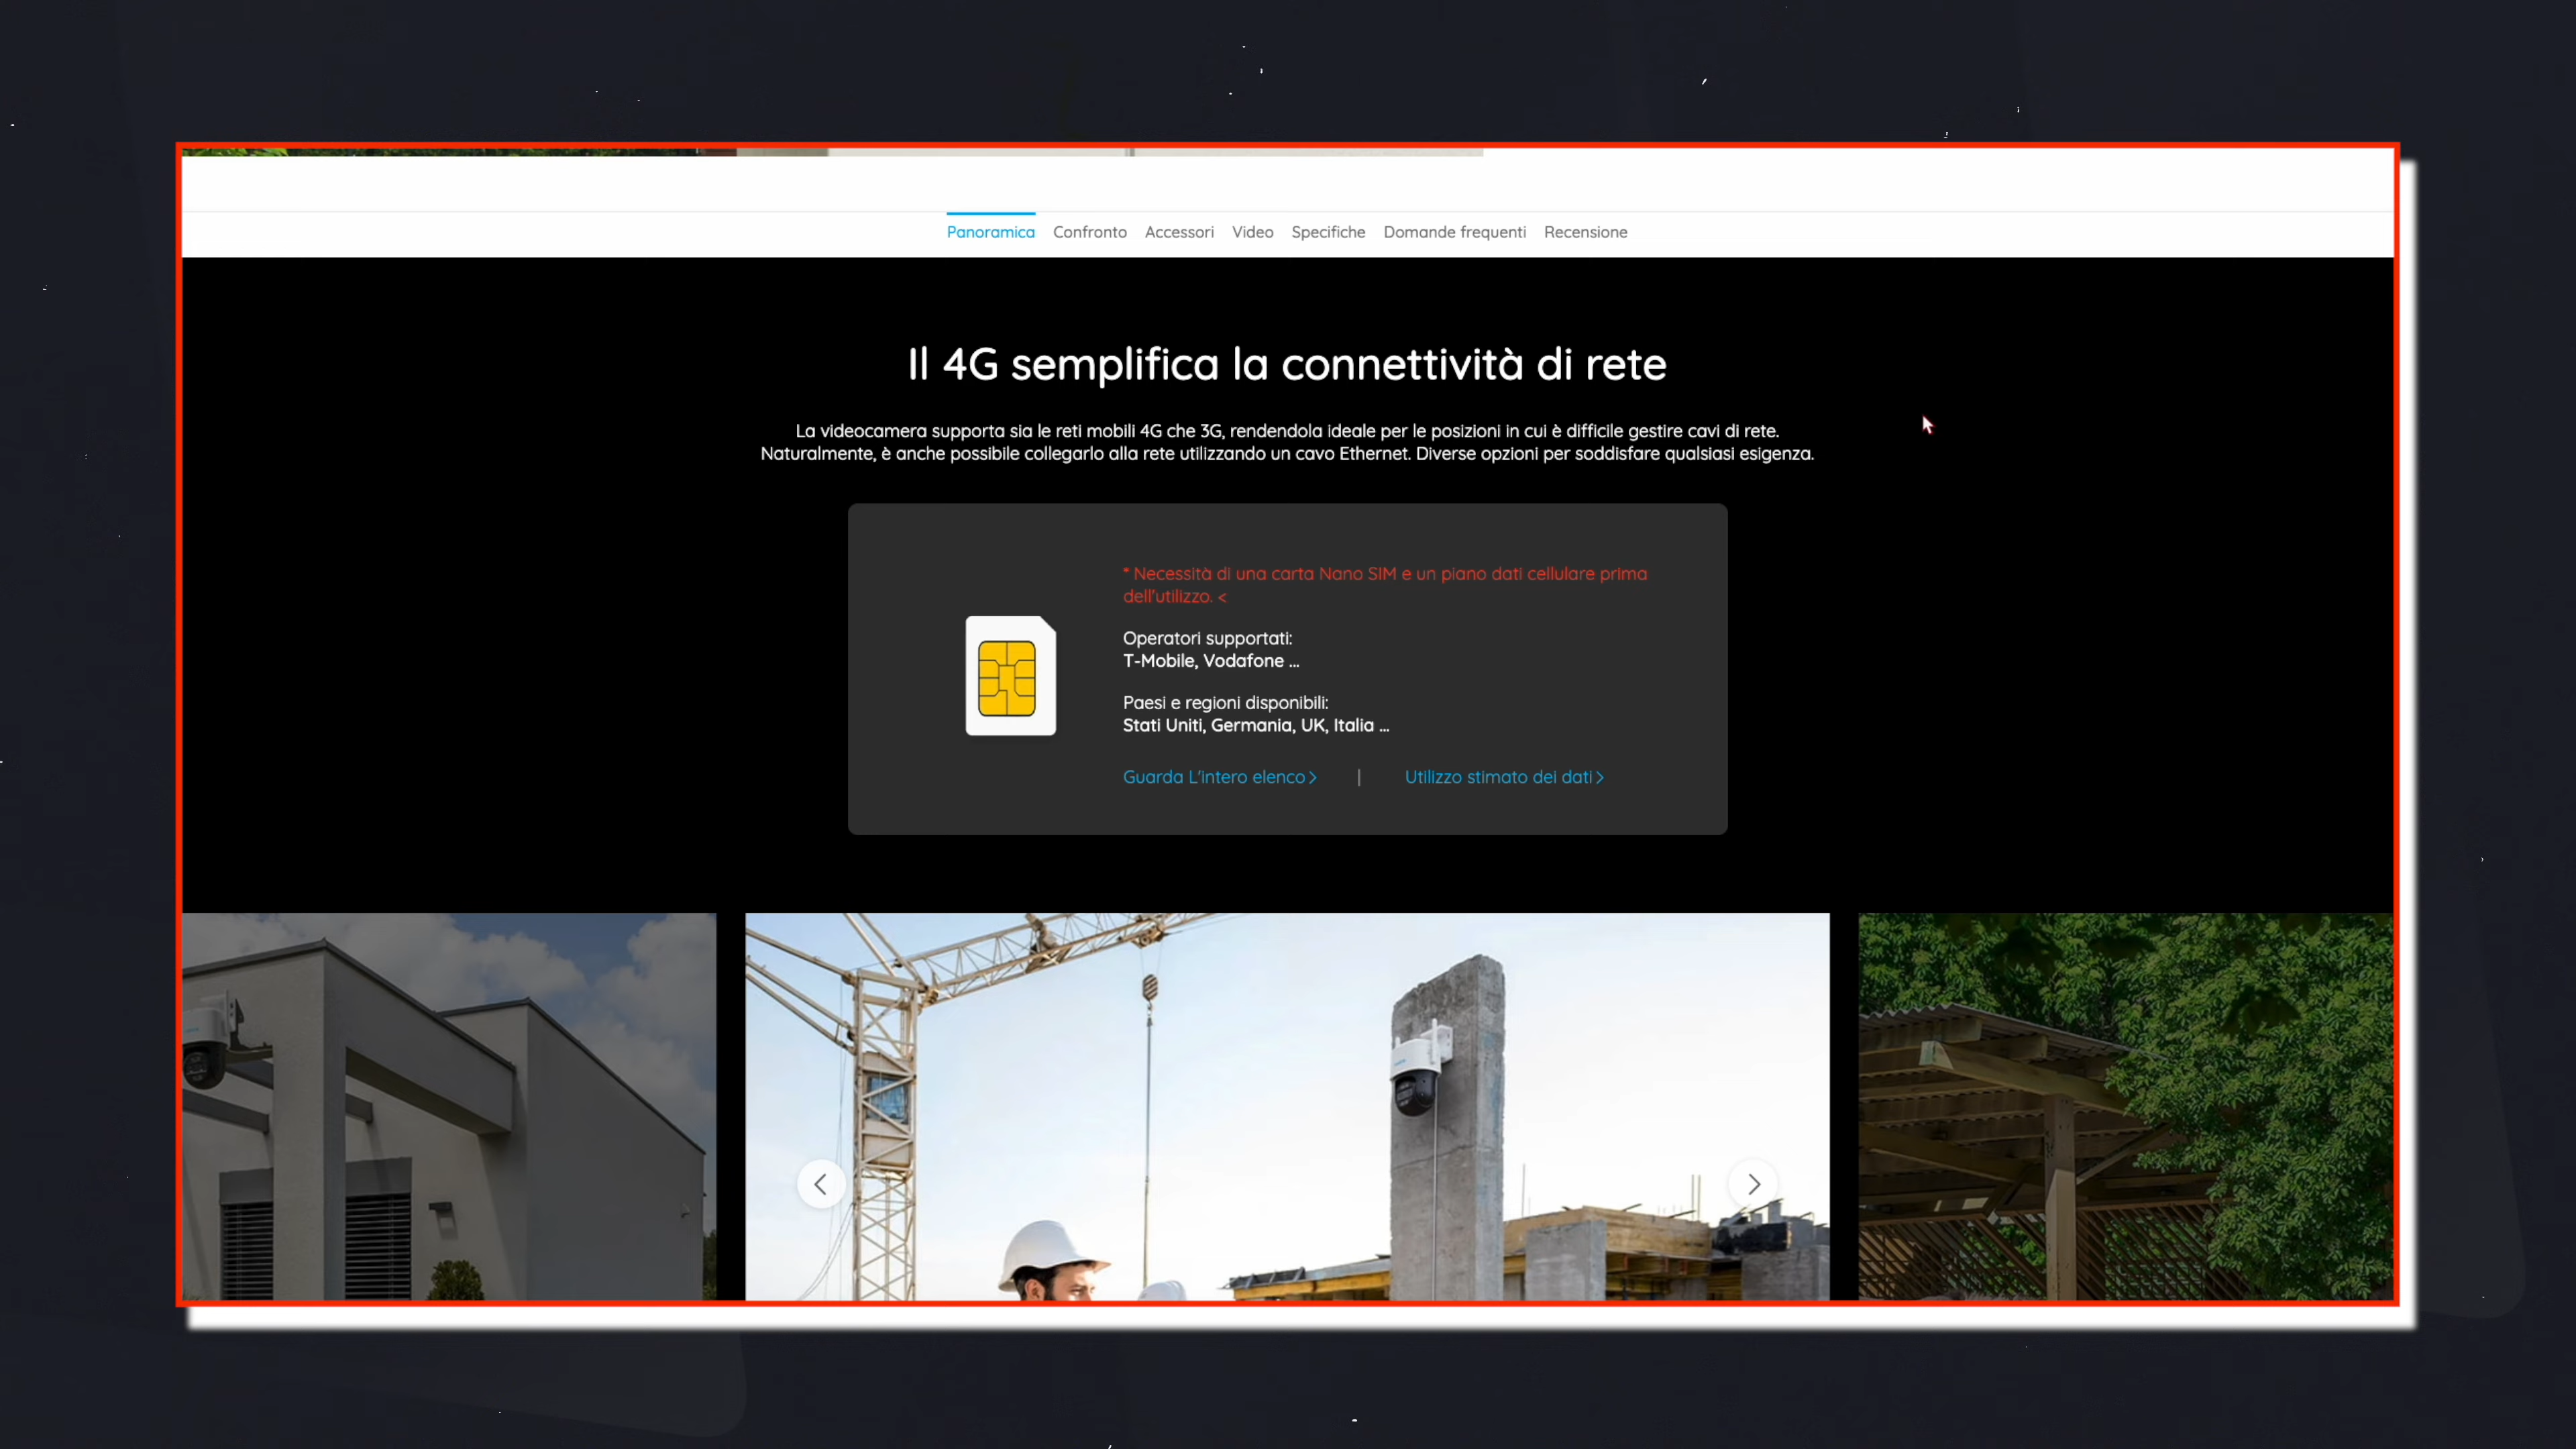 Panoramica Confronto Accessori Video Specifiche Domande frequenti Recensione
Il 4G semplifica la connettività di rete
La videocamera supporta sia le reti mobili 4G che 3G, rendendola ideale per le posizioni in cui è difficile gestire cavi di rete.
Naturalmente, è anche possibile collegarlo alla rete utilizzando un cavo Ethernet. Diverse opzioni per soddisfare qualsiasi esigenza.
* Necessità di una carta Nano SIM e un piano dati cellulare prima
dell'utilizzo. <
Operatori supportati:
T-Mobile, Vodafone ...
Paesi e regioni disponibili:
Stati Uniti, Germania, UK, Italia ...
Guarda L'intero elenco > | Utilizzo stimato dei dati >